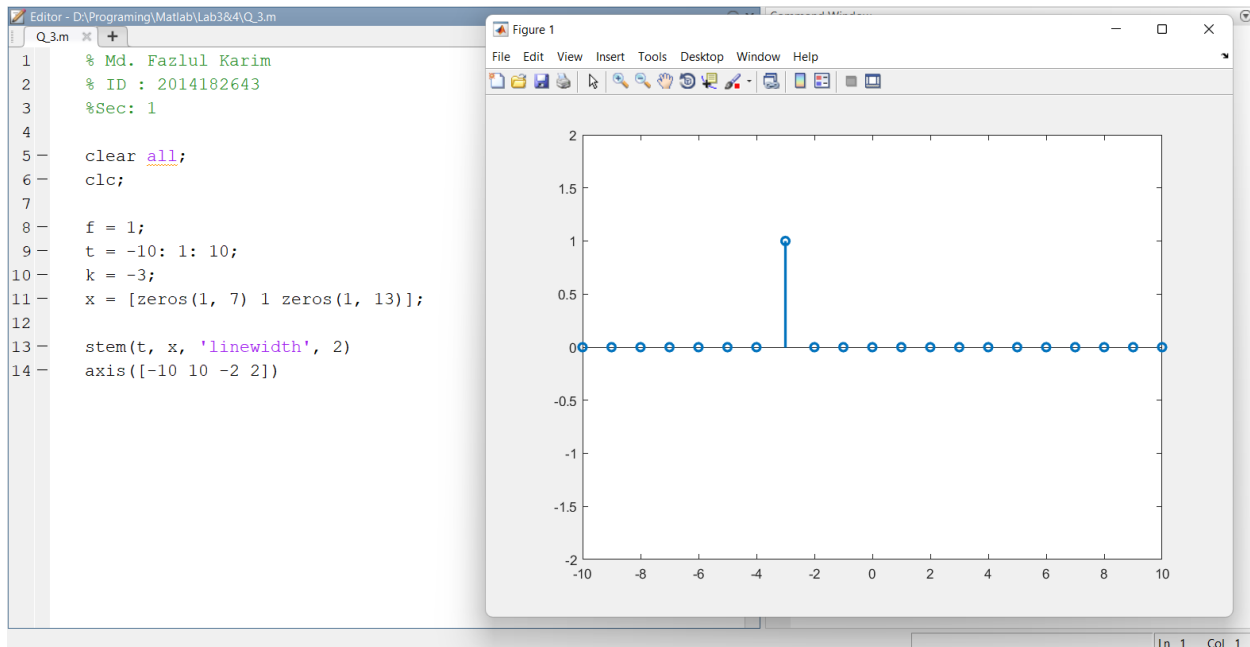 Editor - D:\Programing\Matlab\Lab3&4\Q_3.m
Q_3.m
1 % Md. Fazlul Karim
2 % ID : 2014182643
3 %Sec: 1
4
5 clear all;
6 clc;
7
8 f = 1;
9 t = -10: 1: 10;
10 k = -3;
11 x = [zeros(1, 7) 1 zeros(1, 13)];
12
13 stem(t, x, 'linewidth', 2)
14 axis([-10 10 -2 2])
Command Window
Figure 1
File Edit View Insert Tools Desktop Window Help
2
1.5
1
0.5
0
-0.5
-1
-1.5
-2
-10 -8 -6 -4 -2 0 2 4 6 8 10
Ln 1 Col 1